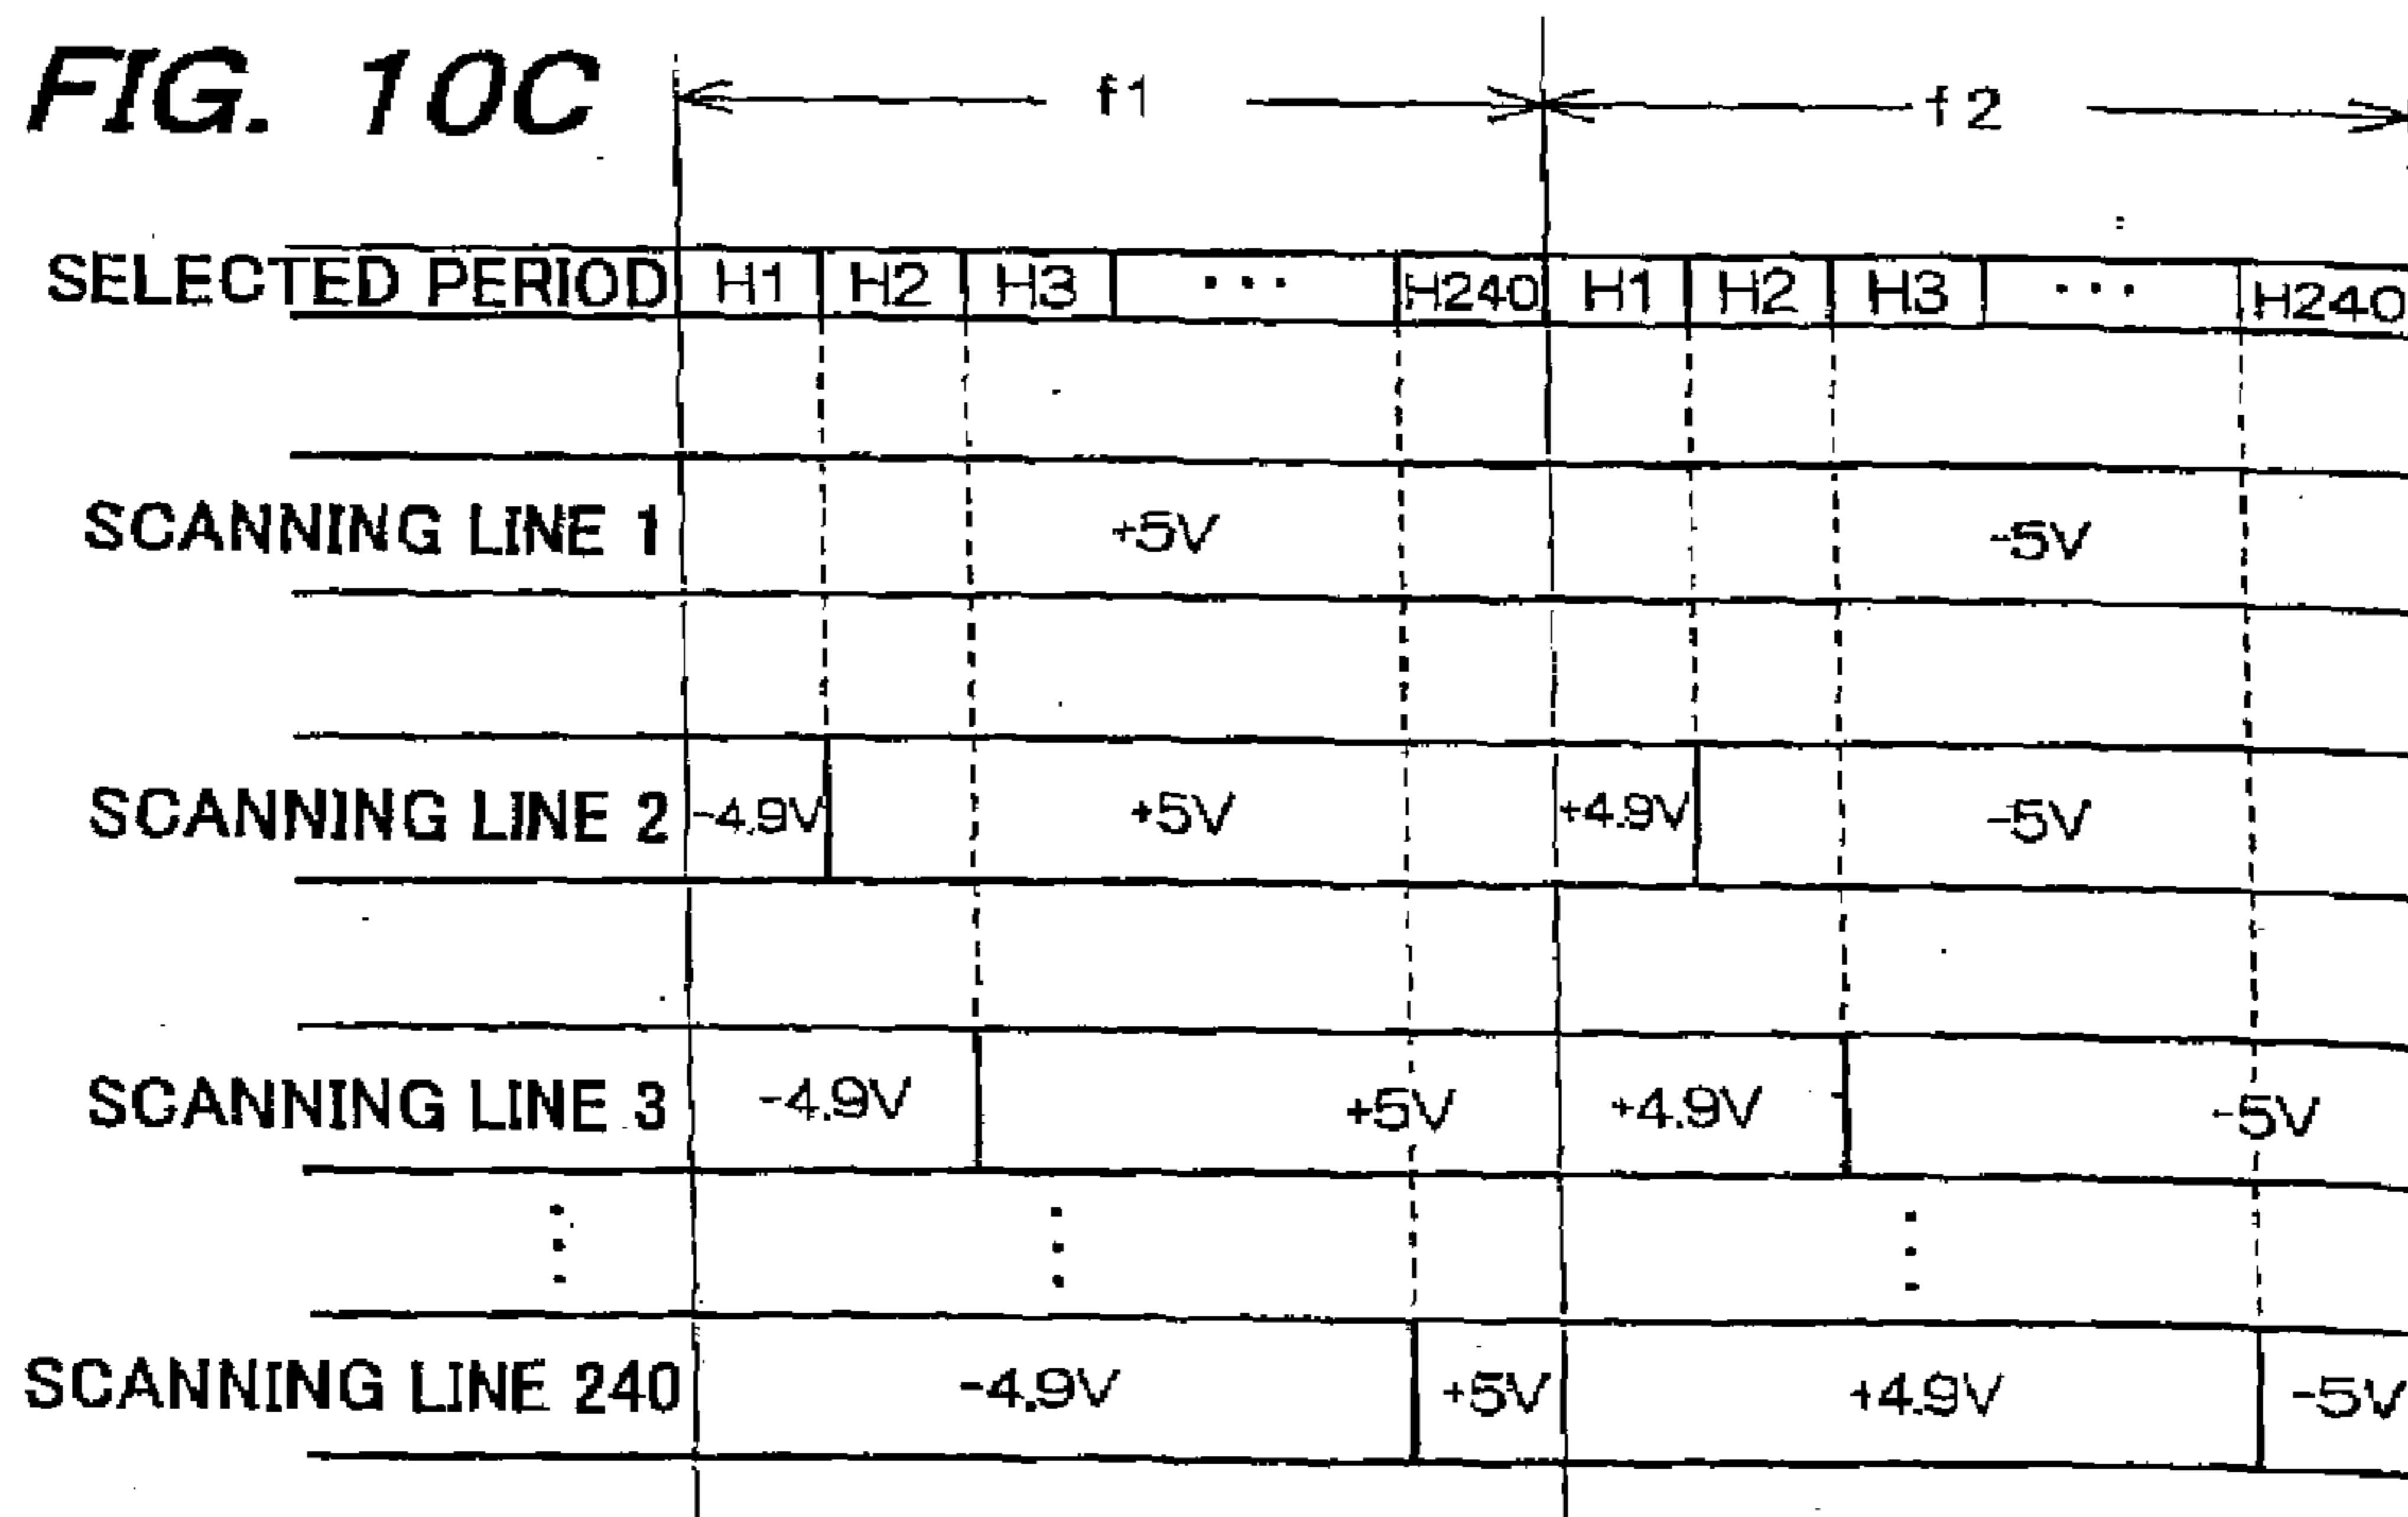 FIG. 10C
f1 f2
SELECTED PERIOD H1 H2 H3 ... H240 H1 H2 H3 ... H240
SCANNING LINE 1 +5V -5V
SCANNING LINE 2 -4.9V +5V +4.9V -5V
SCANNING LINE 3 -4.9V +5V +4.9V -5V
SCANNING LINE 240 -4.9V +5V +4.9V -5V